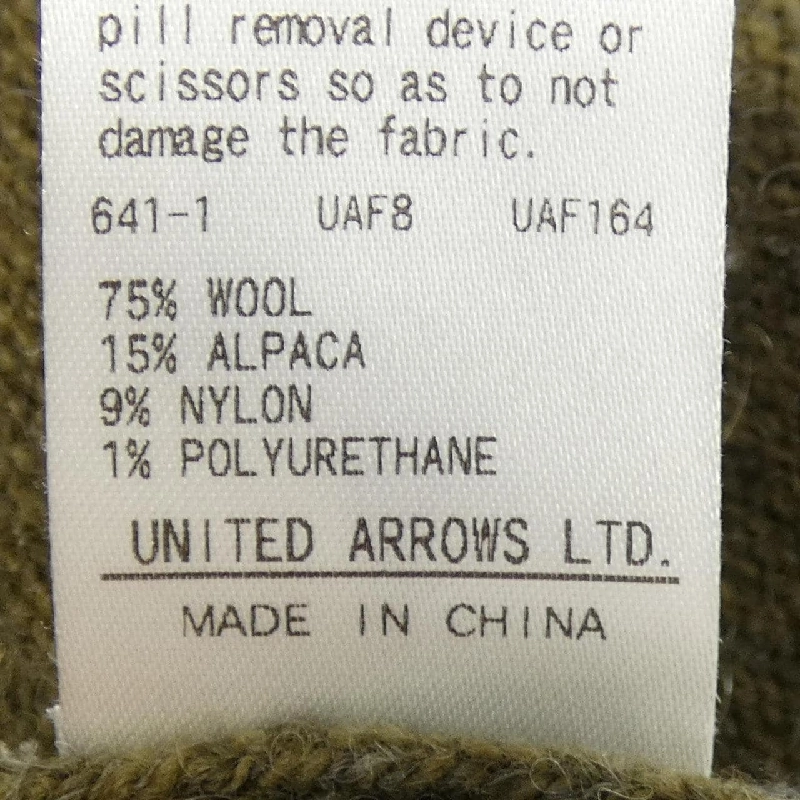 pill removal device or
scissors so as to not
damage the fabric.
641-1 UAF8 UAF164
75% WOOL
15% ALPACA
9% NYLON
1% POLYURETHANE
UNITED ARROWS LTD.
MADE IN CHINA